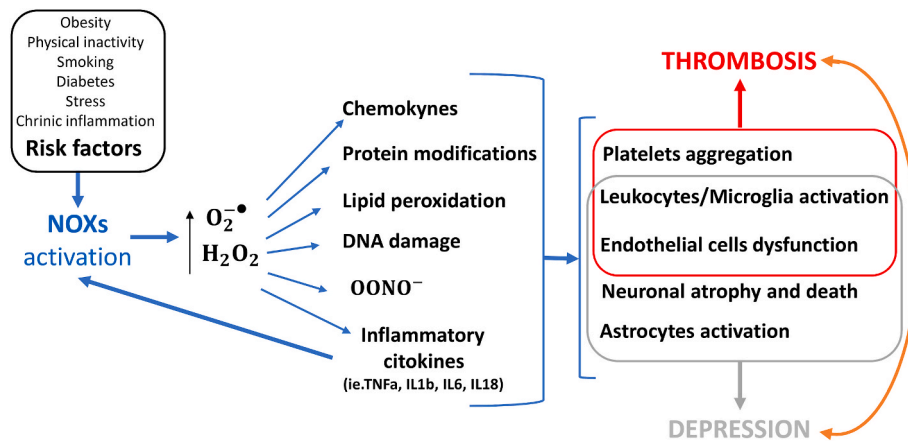 Obesity
Physical inactivity
Smoking
Diabetes
Stress
Chrinic inflammation
Risk factors
NOXs
activation
O₂⁻•
H₂O₂
Chemokynes
Protein modifications
Lipid peroxidation
DNA damage
OONO⁻
Inflammatory
citokines
(ie.TNFa, IL1b, IL6, IL18)
THROMBOSIS
Platelets aggregation
Leukocytes/Microglia activation
Endothelial cells dysfunction
Neuronal atrophy and death
Astrocytes activation
DEPRESSION